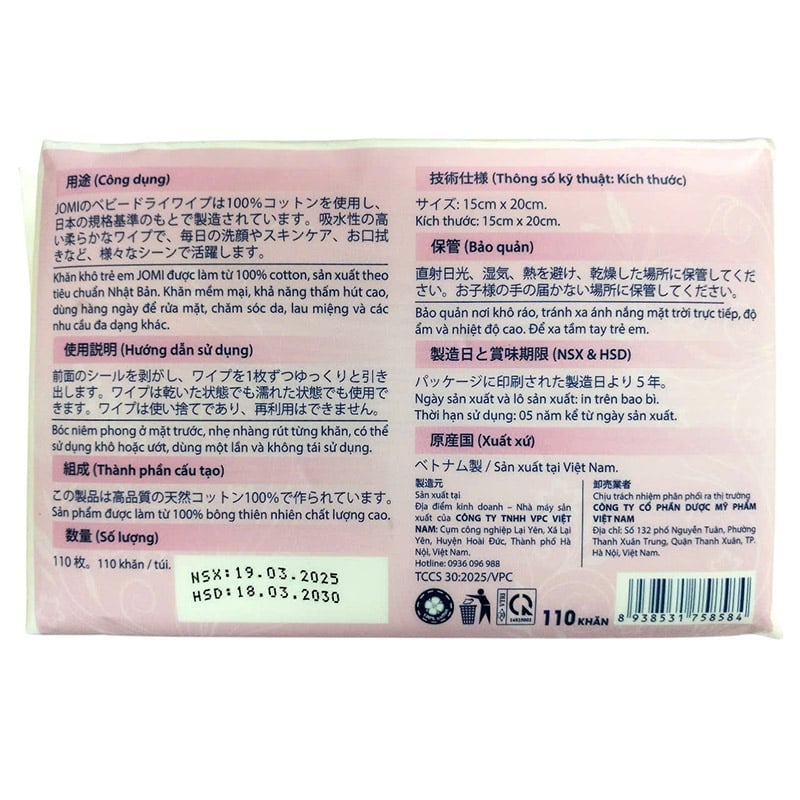 用途 (Công dụng)
JOMIのベビードライワイプは100%コットンを使用し、
日本の規格基準のもとで製造されています。吸水性の高
い柔らかなワイプで、毎日の洗顔やスキンケア、お口拭
きなど、様々なシーンで活躍します。
Khăn khô trẻ em JOMI được làm từ 100% cotton, sản xuất theo
tiêu chuẩn Nhật Bản. Khăn mềm mại, khả năng thấm hút cao,
dùng hàng ngày để rửa mặt, chăm sóc da, lau miệng và các
nhu cầu đa dạng khác.
使用説明 (Hướng dẫn sử dụng)
前面のシールを剥がし、ワイプを1枚ずつゆっくりと引き
出します。ワイプは乾いた状態でも濡れた状態でも使用で
きます。ワイプは使い捨てであり、再利用はできません。
Bóc niêm phong ở mặt trước, nhẹ nhàng rút từng khăn, có thể
sử dụng khô hoặc ướt, dùng một lần và không tái sử dụng.
組成 (Thành phần cấu tạo)
この製品は高品質の天然コットン100%で作られています。
Sản phẩm được làm từ 100% bông thiên nhiên chất lượng cao.
数量 (Số lượng)
110 枚。110 khăn / túi.
NSX:19.03.2025
HSD:18.03.2030
技術仕様 (Thông số kỹ thuật: Kích thước)
サイズ: 15cm x 20cm.
Kích thước: 15cm x 20cm.
保管 (Bảo quản)
直射日光、湿気、熱を避け、乾燥した場所に保管してくだ
さい。お子様の手の届かない場所に保管してください。
Bảo quản nơi khô ráo, tránh xa ánh nắng mặt trời trực tiếp, độ
ẩm và nhiệt độ cao. Để xa tầm tay trẻ em.
製造日と賞味期限 (NSX & HSD)
パッケージに印刷された製造日より 5 年。
Ngày sản xuất và lô sản xuất: in trên bao bì.
Thời hạn sử dụng: 05 năm kể từ ngày sản xuất.
原産国 (Xuất xứ)
ベトナム製 / Sản xuất tại Việt Nam.
製造元
Sản xuất tại
Địa điểm kinh doanh – Nhà máy sản
xuất của CÔNG TY TNHH VPC VIỆT
NAM: Cụm công nghiệp Lại Yên, Xã Lại
Yên, Huyện Hoài Đức, Thành phố Hà
Nội, Việt Nam.
Hotline: 0936 096 988
TCCS 30:2025/VPC
卸売業者
Chịu trách nhiệm phân phối ra thị trường
CÔNG TY CỔ PHẦN DƯỢC MỸ PHẨM
VIỆT NAM
Địa chỉ: Số 132 phố Nguyễn Tuân, Phường
Thanh Xuân Trung, Quận Thanh Xuân, TP.
Hà Nội, Việt Nam.
110 KHĂN
8 938531 758584